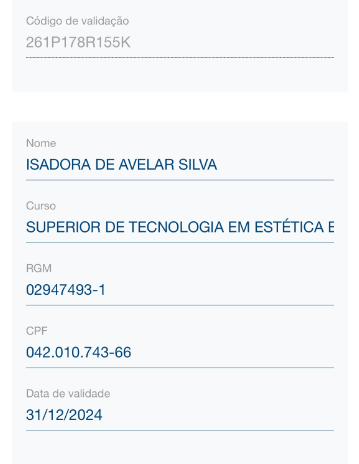 Código de validação
261P178R155K
Nome
ISADORA DE AVELAR SILVA
Curso
SUPERIOR DE TECNOLOGIA EM ESTÉTICA E
RGM
02947493-1
CPF
042.010.743-66
Data de validade
31/12/2024